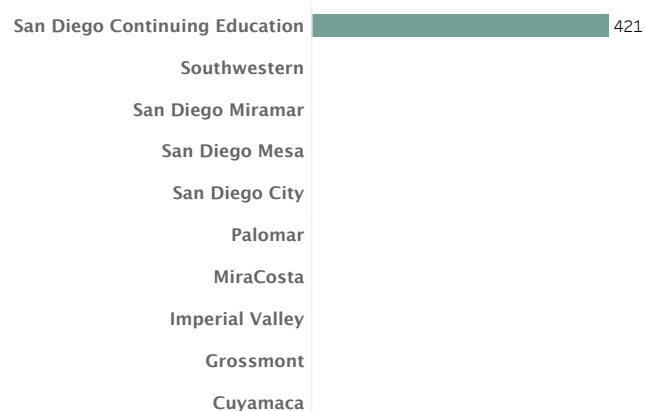 San Diego Continuing Education 421
Southwestern
San Diego Miramar
San Diego Mesa
San Diego City
Palomar
MiraCosta
Imperial Valley
Grossmont
Cuyamaca